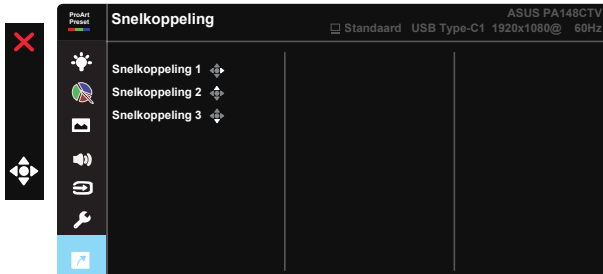 ProArt
Preset
Snelkoppeling
ASUS PA148CTV
Standaard USB Type-C1 1920x1080@ 60Hz
Snelkoppeling 1
Snelkoppeling 2
Snelkoppeling 3